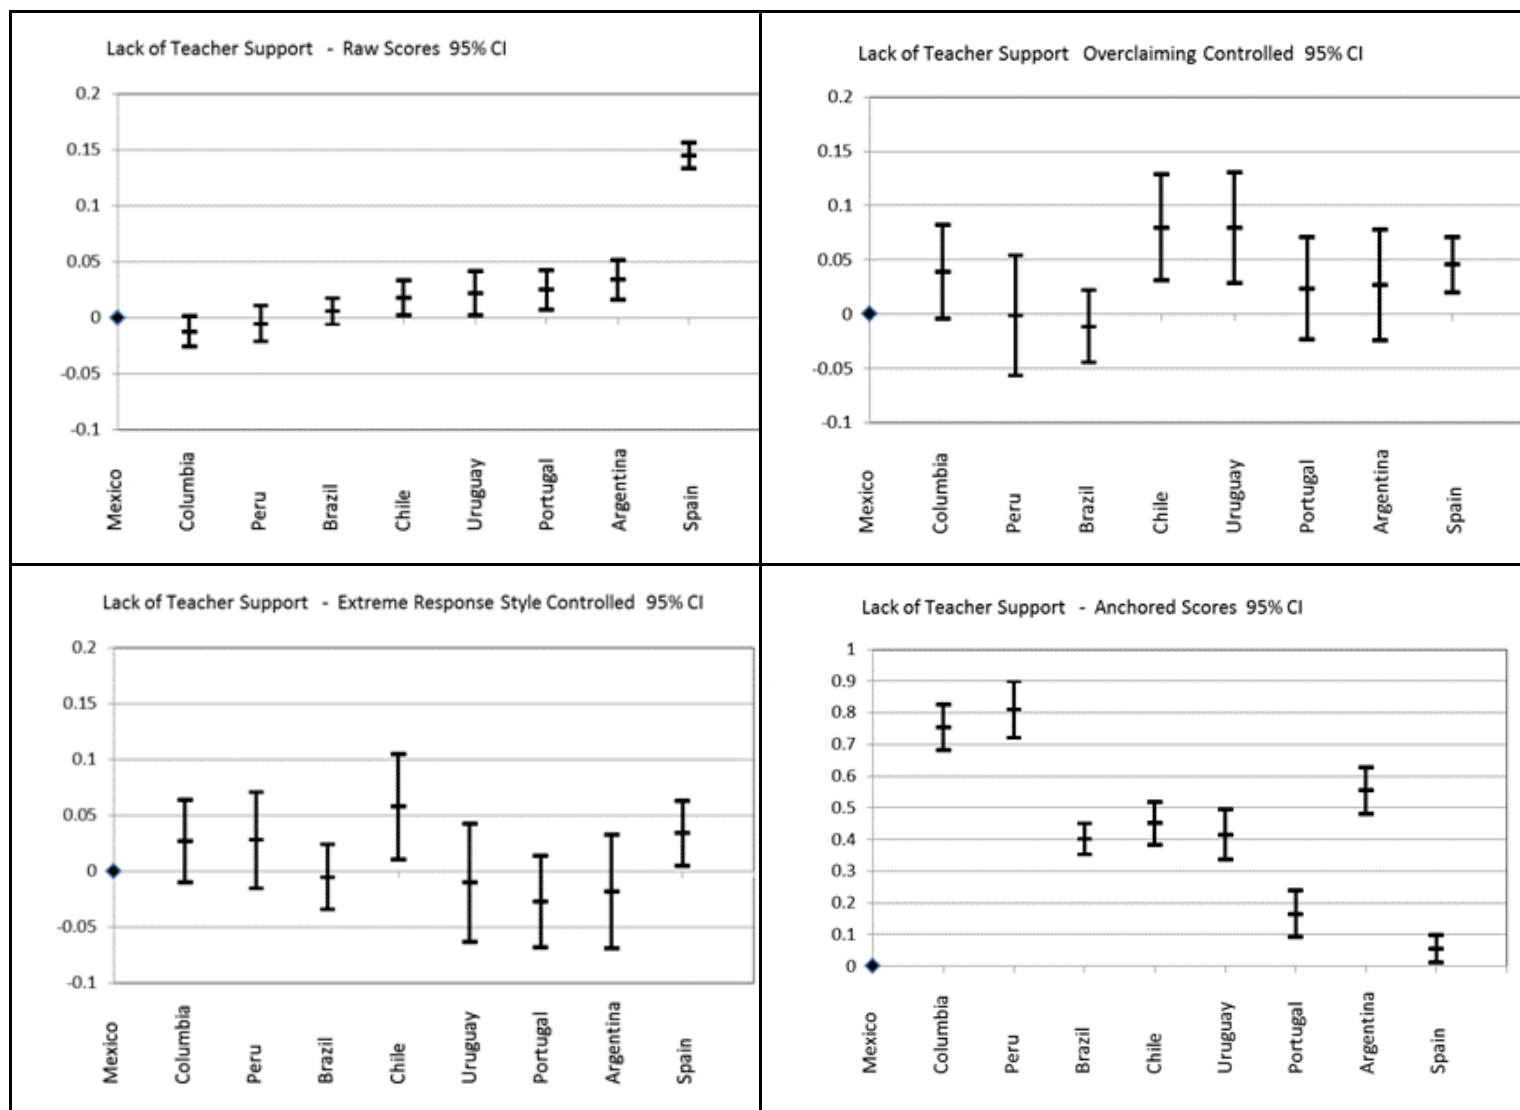 Lack of Teacher Support - Raw Scores 95% CI
0.2
0.15
0.1
0.05
0
-0.05
-0.1
Mexico
Columbia
Peru
Brazil
Chile
Uruguay
Portugal
Argentina
Spain
Lack of Teacher Support Overclaiming Controlled 95% CI
0.2
0.15
0.1
0.05
0
-0.05
-0.1
Mexico
Columbia
Peru
Brazil
Chile
Uruguay
Portugal
Argentina
Spain
Lack of Teacher Support - Extreme Response Style Controlled 95% CI
0.2
0.15
0.1
0.05
0
-0.05
-0.1
Mexico
Columbia
Peru
Brazil
Chile
Uruguay
Portugal
Argentina
Spain
Lack of Teacher Support - Anchored Scores 95% CI
1
0.9
0.8
0.7
0.6
0.5
0.4
0.3
0.2
0.1
0
Mexico
Columbia
Peru
Brazil
Chile
Uruguay
Portugal
Argentina
Spain